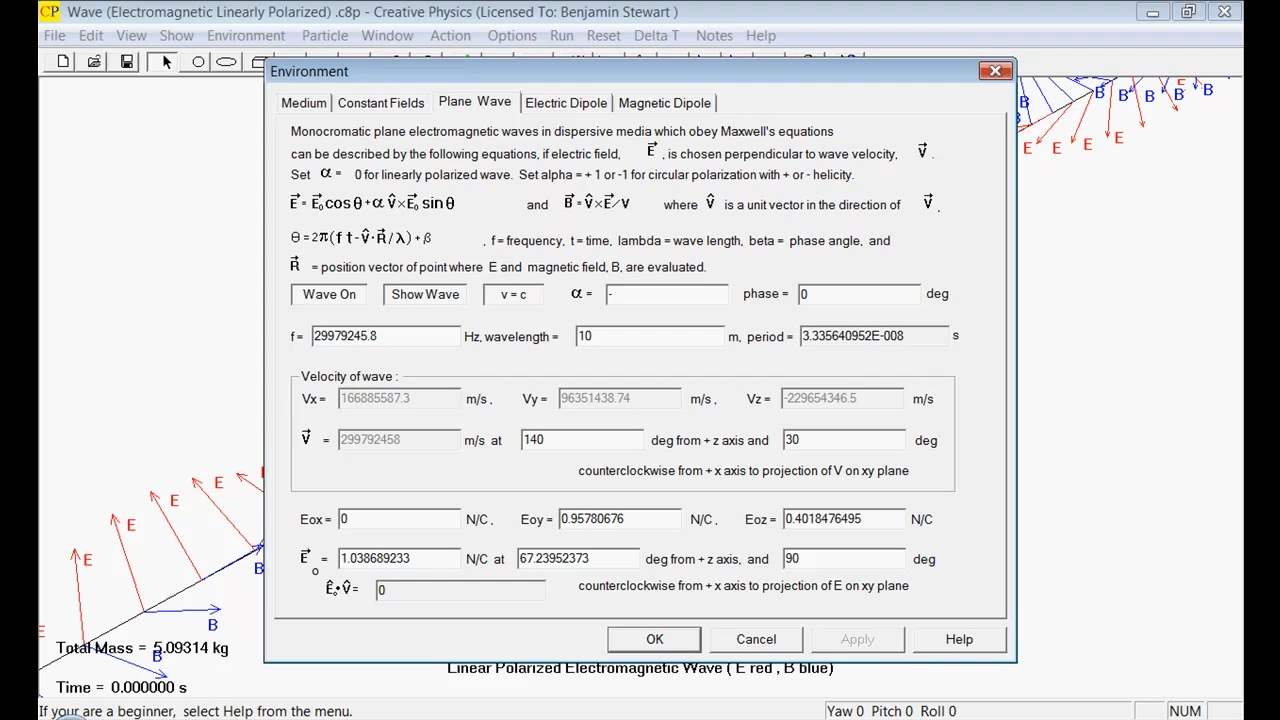 CP Wave (Electromagnetic Linearly Polarized) .c8p - Creative Physics (Licensed To: Benjamin Stewart )
File Edit View Show Environment Particle Window Action Options Run Reset Delta T Notes Help
Environment
Medium Constant Fields Plane Wave Electric Dipole Magnetic Dipole
Monocromatic plane electromagnetic waves in dispersive media which obey Maxwell's equations
can be described by the following equations, if electric field, E⃗ , is chosen perpendicular to wave velocity, V⃗ .
Set α = 0 for linearly polarized wave. Set alpha = + 1 or -1 for circular polarization with + or - helicity.
E⃗ = E⃗₀cos θ + α V̂×E⃗₀ sin θ and B⃗ = V̂×E⃗/V where V̂ is a unit vector in the direction of V⃗ .
θ = 2π(f t - V̂·R⃗/λ) + β , f = frequency, t = time, lambda = wave length, beta = phase angle, and
R⃗ = position vector of point where E and magnetic field, B, are evaluated.
Wave On Show Wave v = c α = - phase = 0 deg
f = 29979245.8 Hz, wavelength = 10 m, period = 3.335640952E-008 s
Velocity of wave :
Vx = 166885587.3 m/s , Vy = 96351438.74 m/s , Vz = -229654346.5 m/s
V⃗ = 299792458 m/s at 140 deg from + z axis and 30 deg
counterclockwise from + x axis to projection of V on xy plane
Eox = 0 N/C , Eoy = 0.95780676 N/C , Eoz = 0.4018476495 N/C
E⃗o = 1.038689233 N/C at 67.23952373 deg from + z axis, and 90 deg
Ê₀•V̂ = 0 counterclockwise from + x axis to projection of E on xy plane
OK Cancel Apply Help
E E E E E
B B B
E E E E E
B B B B B B
Total Mass = 5.09314 kg
Linear Polarized Electromagnetic Wave ( E red , B blue)
Time = 0.000000 s
If your are a beginner, select Help from the menu.
Yaw 0 Pitch 0 Roll 0
NUM